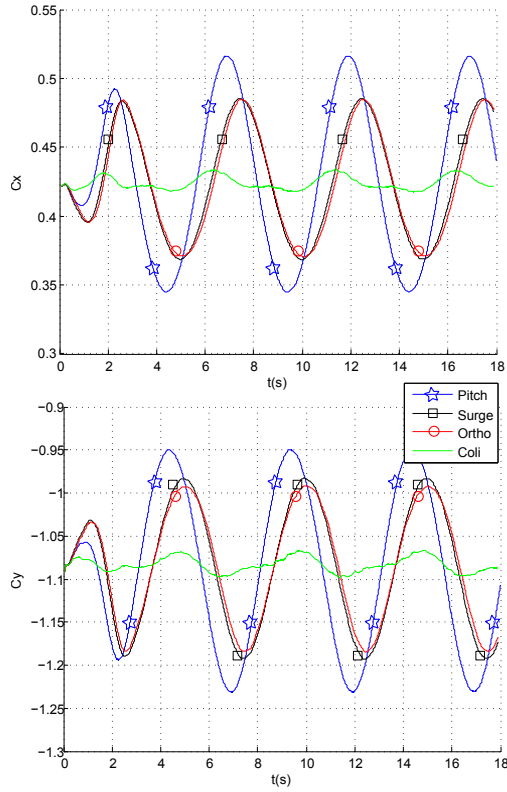 0.55
0.5
0.45
0.4
0.35
0.3
Cx
0 2 4 6 8 10 12 14 16 18
t(s)
Pitch
Surge
Ortho
Coli
−0.9
−0.95
−1
−1.05
−1.1
−1.15
−1.2
−1.25
−1.3
Cy
0 2 4 6 8 10 12 14 16 18
t(s)